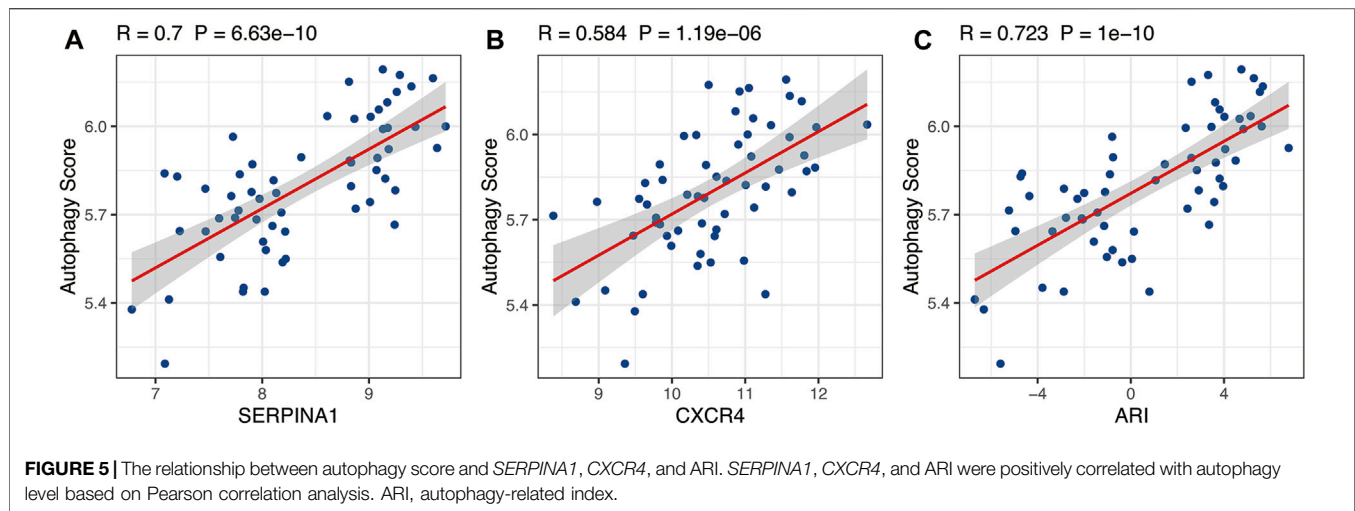 A
R = 0.7 P = 6.63e−10
Autophagy Score
6.0
5.7
5.4
7 8 9
SERPINA1
B
R = 0.584 P = 1.19e−06
Autophagy Score
6.0
5.7
5.4
9 10 11 12
CXCR4
C
R = 0.723 P = 1e−10
Autophagy Score
6.0
5.7
5.4
−4 0 4
ARI
FIGURE 5 | The relationship between autophagy score and SERPINA1, CXCR4, and ARI. SERPINA1, CXCR4, and ARI were positively correlated with autophagy
level based on Pearson correlation analysis. ARI, autophagy-related index.